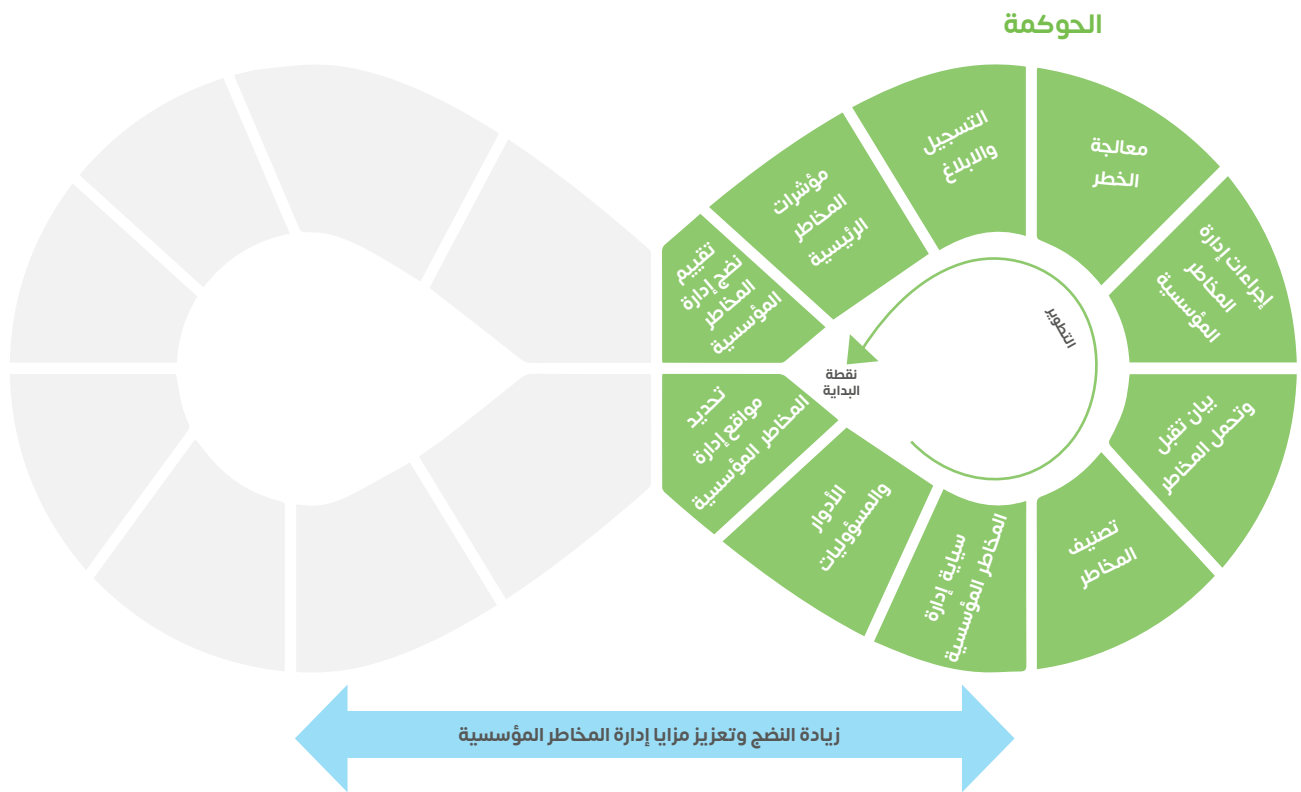 الحوكمة
معالجة
الخطر
التسجيل
والابلاغ
مؤشرات
المخاطر
الرئيسية
تقييم
نضج إدارة
المخاطر
المؤسسية
إجراءات إدارة
المخاطر
المؤسسية
التطوير
نقطة
البداية
بيان تقبل
وتحمل المخاطر
تصنيف
المخاطر
سياية إدارة
المخاطر المؤسسية
الأدوار
والمسؤوليات
تحديد
مواقع إدارة
المخاطر المؤسسية
زيادة النضج وتعزيز مزايا إدارة المخاطر المؤسسية